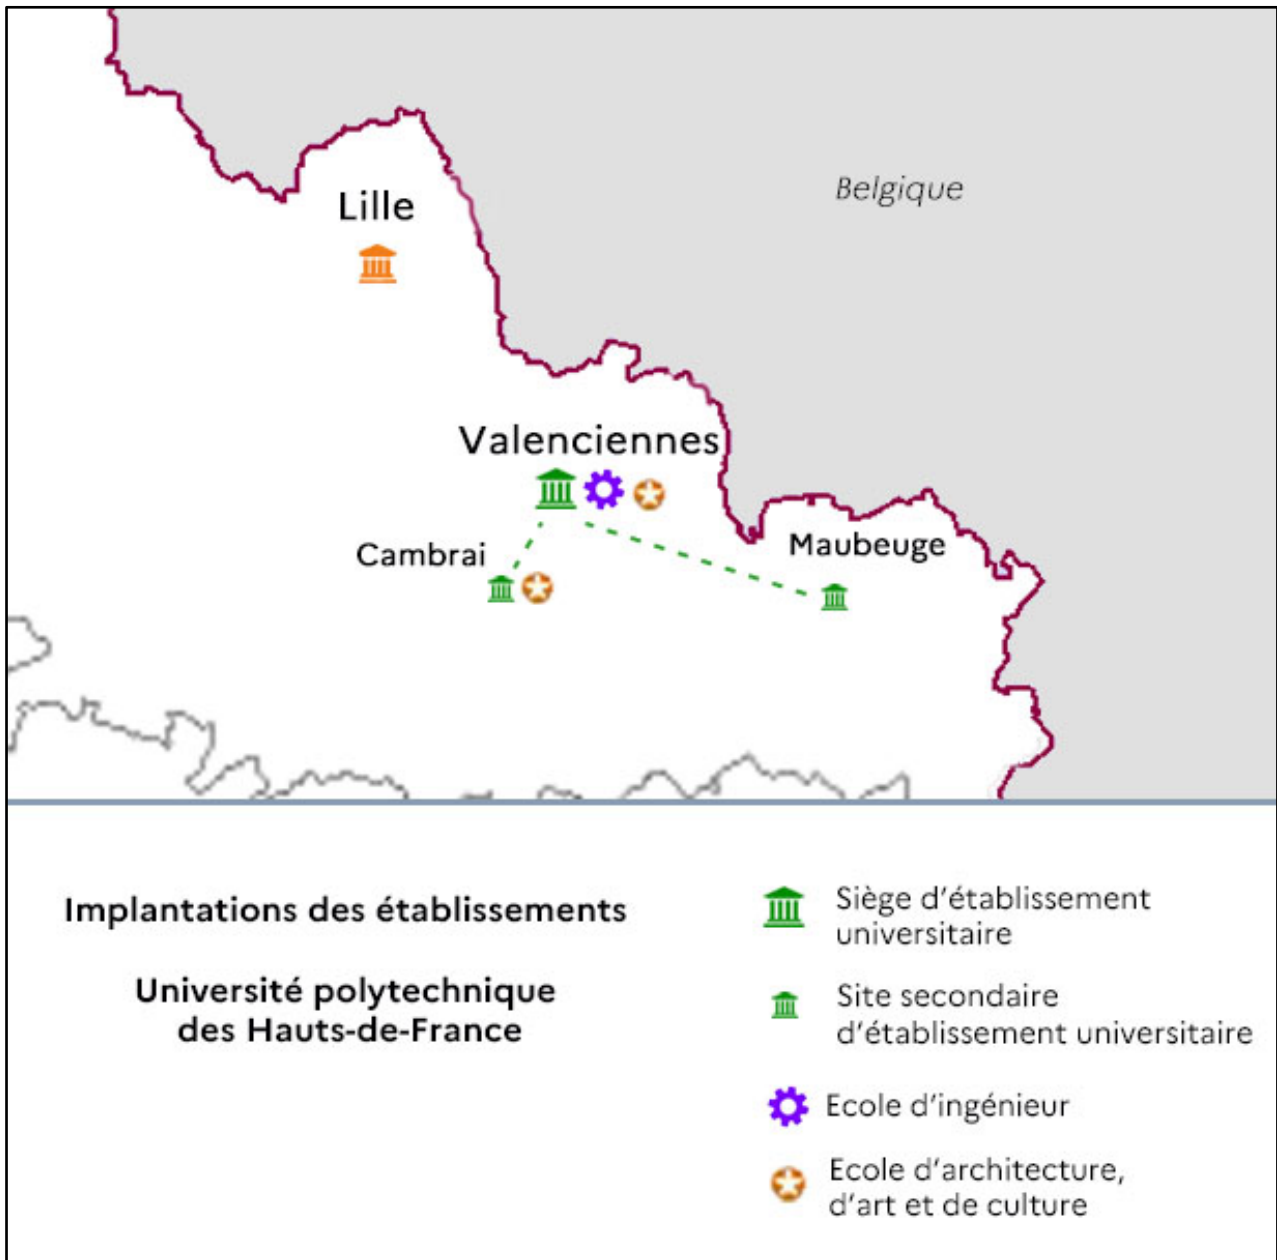 Belgique
Lille
Valenciennes
Cambrai
Maubeuge
Implantations des établissements
Université polytechnique
des Hauts-de-France
Siège d'établissement
universitaire
Site secondaire
d'établissement universitaire
Ecole d'ingénieur
Ecole d'architecture,
d'art et de culture